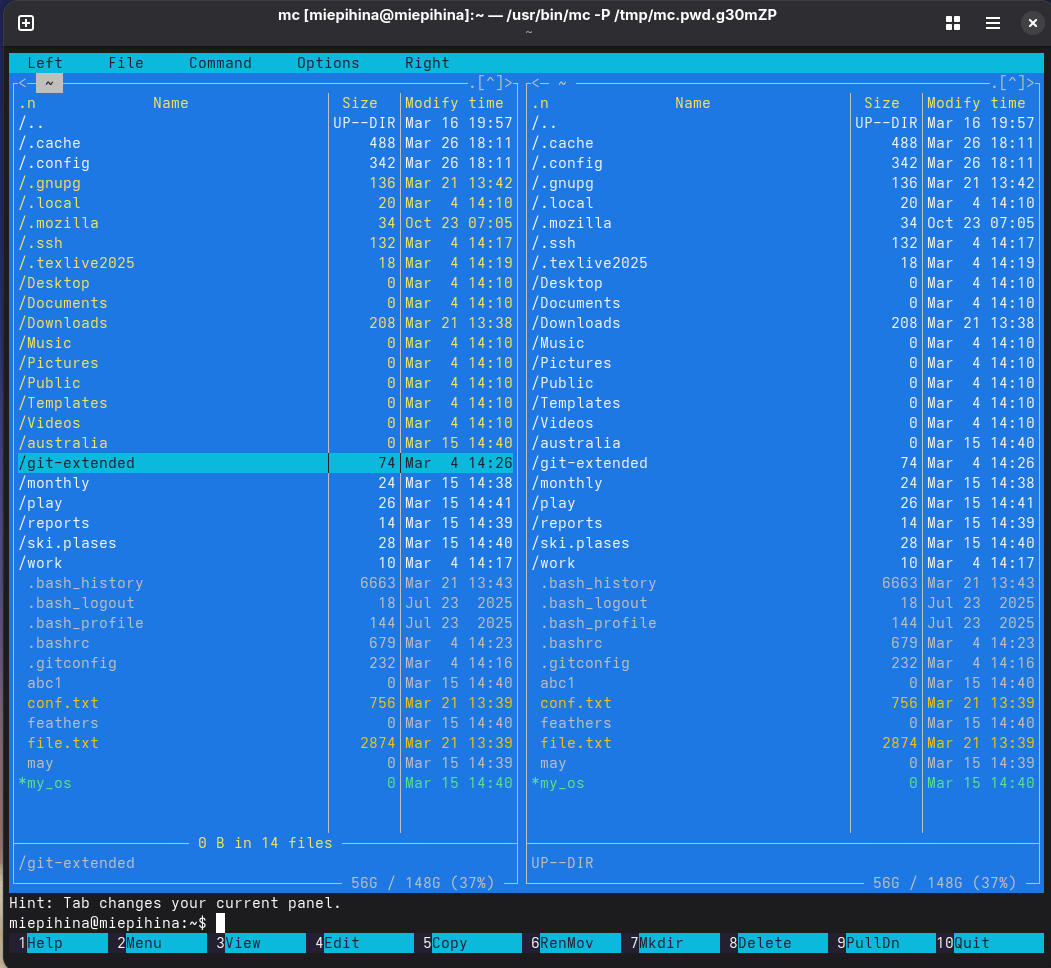 mc [miepihina@miepihina]:~ — /usr/bin/mc -P /tmp/mc.pwd.g30mZP
~
Left File Command Options Right
<─ ~ ─.[^]> <─ ~ ─.[^]>
.n Name Size Modify time .n Name Size Modify time
/.. UP--DIR Mar 16 19:57 /.. UP--DIR Mar 16 19:57
/.cache 488 Mar 26 18:11 /.cache 488 Mar 26 18:11
/.config 342 Mar 26 18:11 /.config 342 Mar 26 18:11
/.gnupg 136 Mar 21 13:42 /.gnupg 136 Mar 21 13:42
/.local 20 Mar 4 14:10 /.local 20 Mar 4 14:10
/.mozilla 34 Oct 23 07:05 /.mozilla 34 Oct 23 07:05
/.ssh 132 Mar 4 14:17 /.ssh 132 Mar 4 14:17
/.texlive2025 18 Mar 4 14:19 /.texlive2025 18 Mar 4 14:19
/Desktop 0 Mar 4 14:10 /Desktop 0 Mar 4 14:10
/Documents 0 Mar 4 14:10 /Documents 0 Mar 4 14:10
/Downloads 208 Mar 21 13:38 /Downloads 208 Mar 21 13:38
/Music 0 Mar 4 14:10 /Music 0 Mar 4 14:10
/Pictures 0 Mar 4 14:10 /Pictures 0 Mar 4 14:10
/Public 0 Mar 4 14:10 /Public 0 Mar 4 14:10
/Templates 0 Mar 4 14:10 /Templates 0 Mar 4 14:10
/Videos 0 Mar 4 14:10 /Videos 0 Mar 4 14:10
/australia 0 Mar 15 14:40 /australia 0 Mar 15 14:40
/git-extended 74 Mar 4 14:26 /git-extended 74 Mar 4 14:26
/monthly 24 Mar 15 14:38 /monthly 24 Mar 15 14:38
/play 26 Mar 15 14:41 /play 26 Mar 15 14:41
/reports 14 Mar 15 14:39 /reports 14 Mar 15 14:39
/ski.plases 28 Mar 15 14:40 /ski.plases 28 Mar 15 14:40
/work 10 Mar 4 14:17 /work 10 Mar 4 14:17
.bash_history 6663 Mar 21 13:43 .bash_history 6663 Mar 21 13:43
.bash_logout 18 Jul 23 2025 .bash_logout 18 Jul 23 2025
.bash_profile 144 Jul 23 2025 .bash_profile 144 Jul 23 2025
.bashrc 679 Mar 4 14:23 .bashrc 679 Mar 4 14:23
.gitconfig 232 Mar 4 14:16 .gitconfig 232 Mar 4 14:16
abc1 0 Mar 15 14:40 abc1 0 Mar 15 14:40
conf.txt 756 Mar 21 13:39 conf.txt 756 Mar 21 13:39
feathers 0 Mar 15 14:40 feathers 0 Mar 15 14:40
file.txt 2874 Mar 21 13:39 file.txt 2874 Mar 21 13:39
may 0 Mar 15 14:39 may 0 Mar 15 14:39
*my_os 0 Mar 15 14:40 *my_os 0 Mar 15 14:40
0 B in 14 files
/git-extended UP--DIR
56G / 148G (37%) 56G / 148G (37%)
Hint: Tab changes your current panel.
miepihina@miepihina:~$
1Help 2Menu 3View 4Edit 5Copy 6RenMov 7Mkdir 8Delete 9PullDn 10Quit